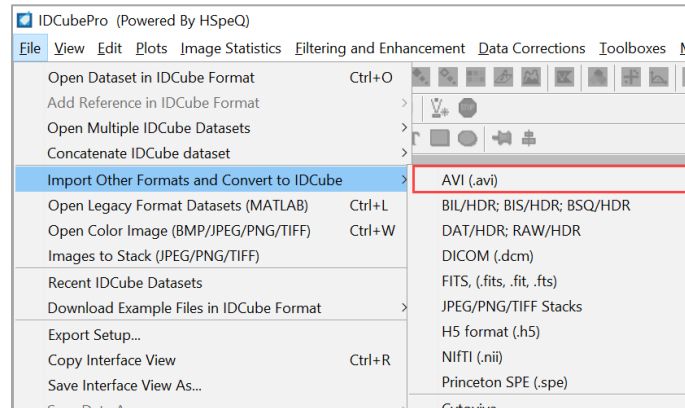 IDCubePro (Powered By HSpeQ)
File View Edit Plots Image Statistics Filtering and Enhancement Data Corrections Toolboxes
Open Dataset in IDCube Format Ctrl+O
Add Reference in IDCube Format
Open Multiple IDCube Datasets
Concatenate IDCube dataset
Import Other Formats and Convert to IDCube
Open Legacy Format Datasets (MATLAB) Ctrl+L
Open Color Image (BMP/JPEG/PNG/TIFF) Ctrl+W
Images to Stack (JPEG/PNG/TIFF)
Recent IDCube Datasets
Download Example Files in IDCube Format
Export Setup...
Copy Interface View Ctrl+R
Save Interface View As...
AVI (.avi)
BIL/HDR; BIS/HDR; BSQ/HDR
DAT/HDR; RAW/HDR
DICOM (.dcm)
FITS, (.fits, .fit, .fts)
JPEG/PNG/TIFF Stacks
H5 format (.h5)
NIfTI (.nii)
Princeton SPE (.spe)